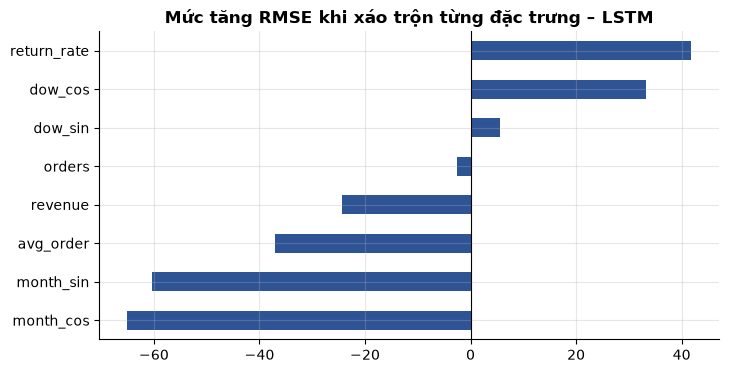 Mức tăng RMSE khi xáo trộn từng đặc trưng – LSTM
return_rate
dow_cos
dow_sin
orders
revenue
avg_order
month_sin
month_cos
−60 −40 −20 0 20 40